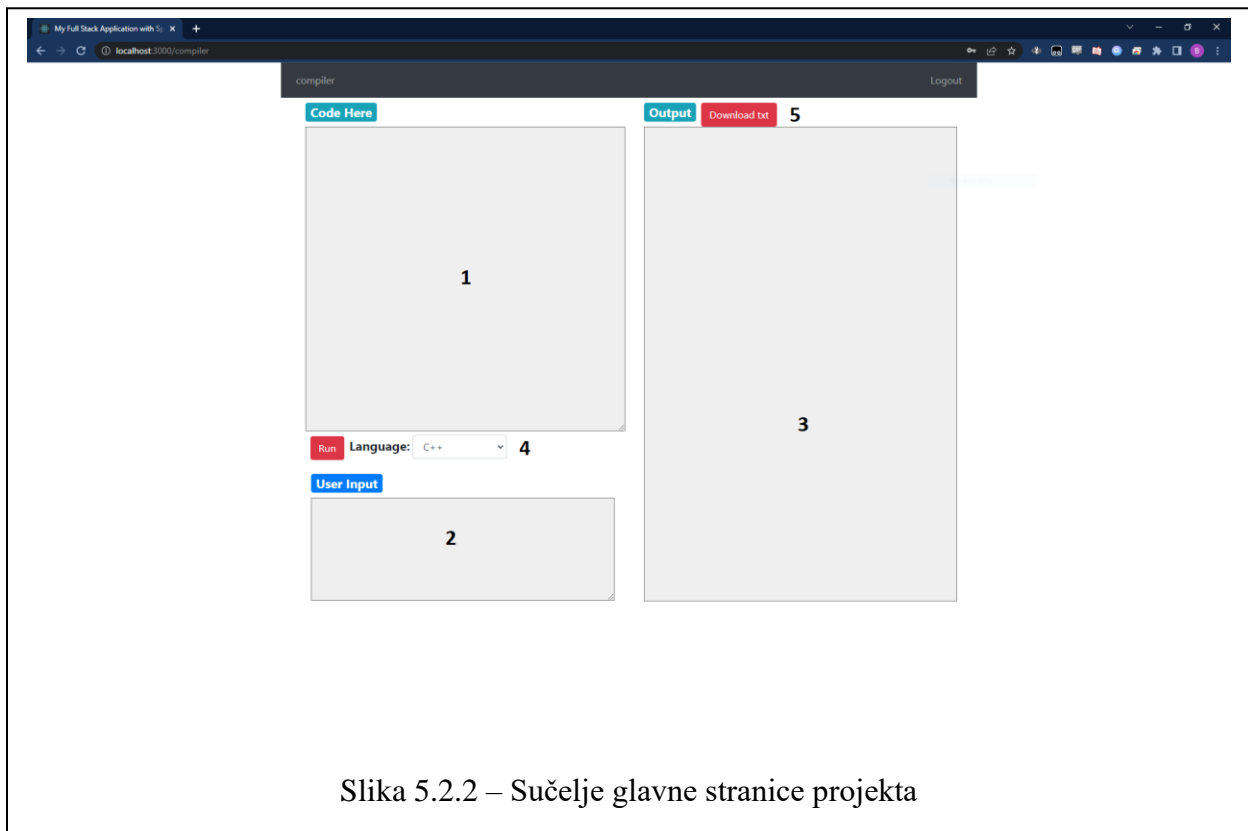 My Full Stack Application with Sp
localhost:3000/compiler
compiler
Logout
Code Here
Output
Download txt
5
1
3
Run
Language:
C++
4
User Input
2
Slika 5.2.2 – Sučelje glavne stranice projekta